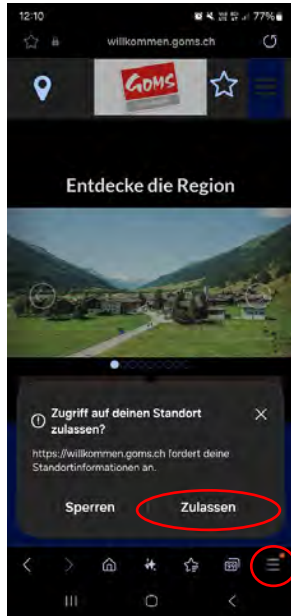 12:10
77%
willkommen.goms.ch
GOMS
Entdecke die Region
Zugriff auf deinen Standort
zulassen?
https://willkommen.goms.ch fordert deine
Standortinformationen an.
Sperren
Zulassen